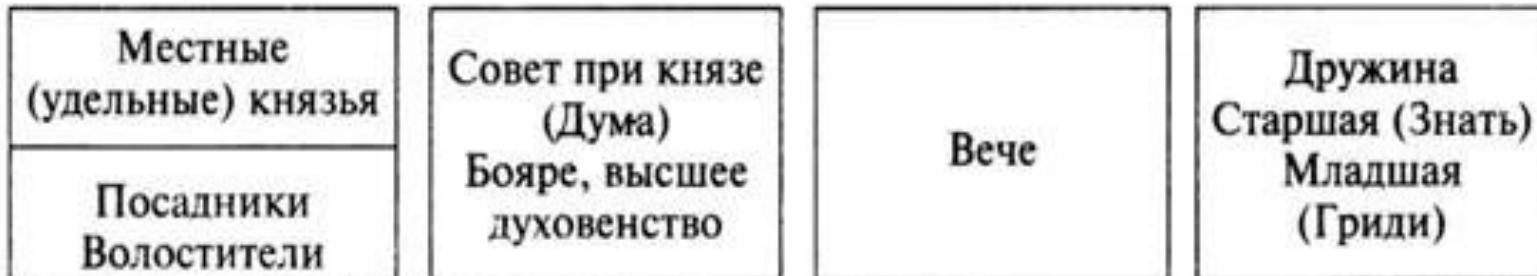 Местные
(удельные) князья
Посадники
Волостители
Совет при князе
(Дума)
Бояре, высшее
духовенство
Вече
Дружина
Старшая (Знать)
Младшая
(Гриди)